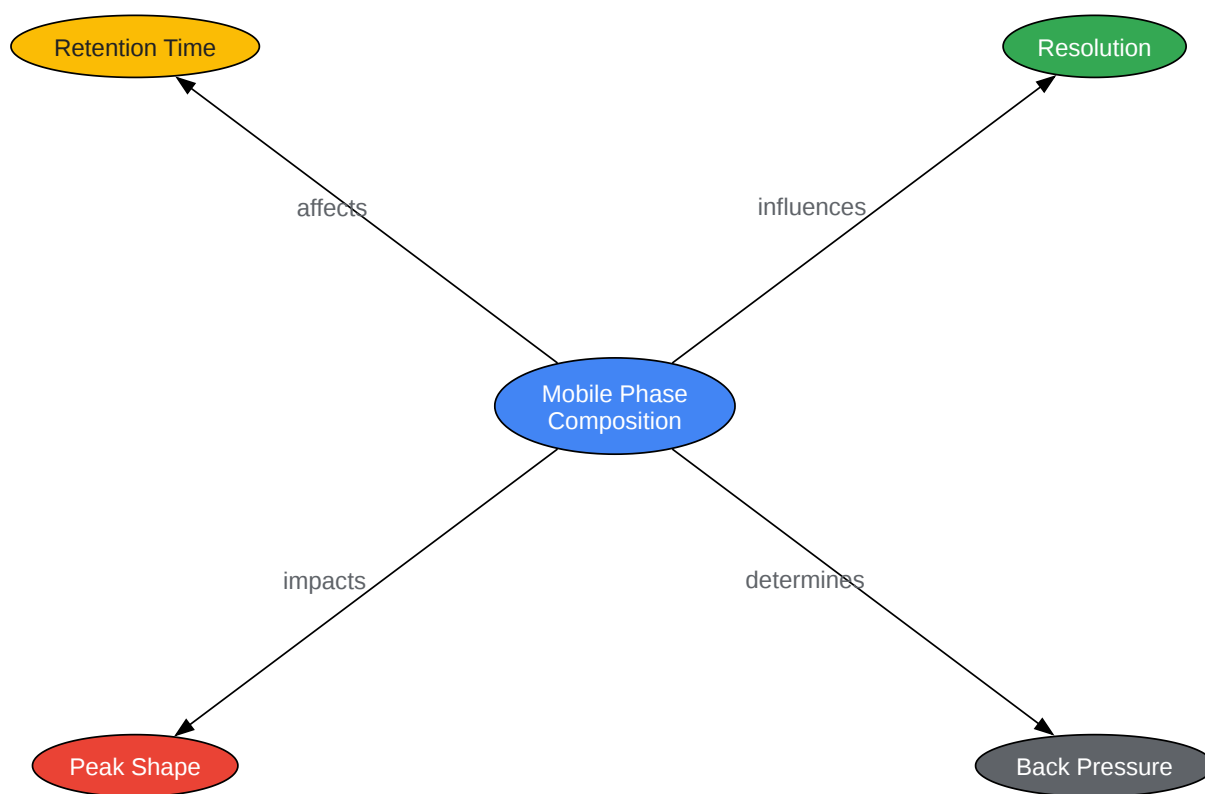 Retention Time
Resolution
affects
influences
Mobile Phase
Composition
impacts
determines
Peak Shape
Back Pressure